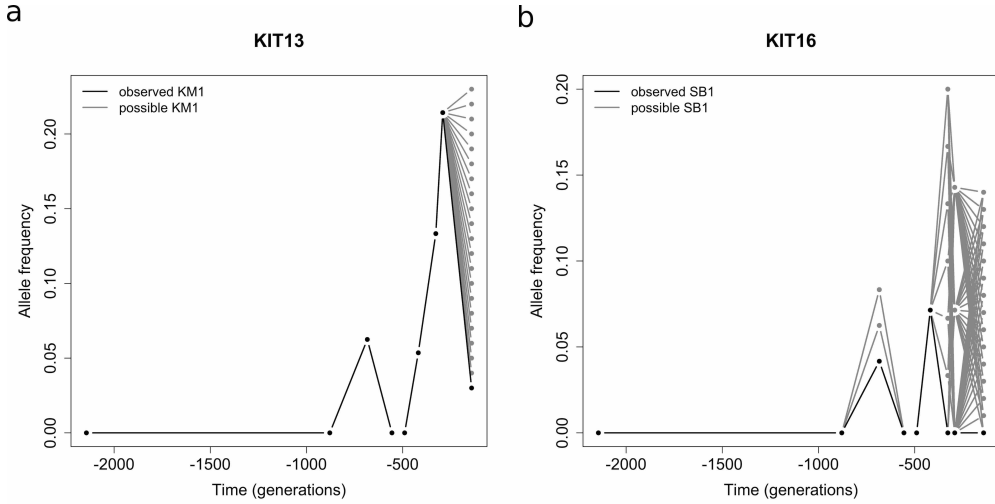 a
KIT13
observed KM1
possible KM1
Allele frequency
0.20
0.15
0.10
0.05
0.00
-2000 -1500 -1000 -500
Time (generations)
b
KIT16
observed SB1
possible SB1
Allele frequency
0.20
0.15
0.10
0.05
0.00
-2000 -1500 -1000 -500
Time (generations)